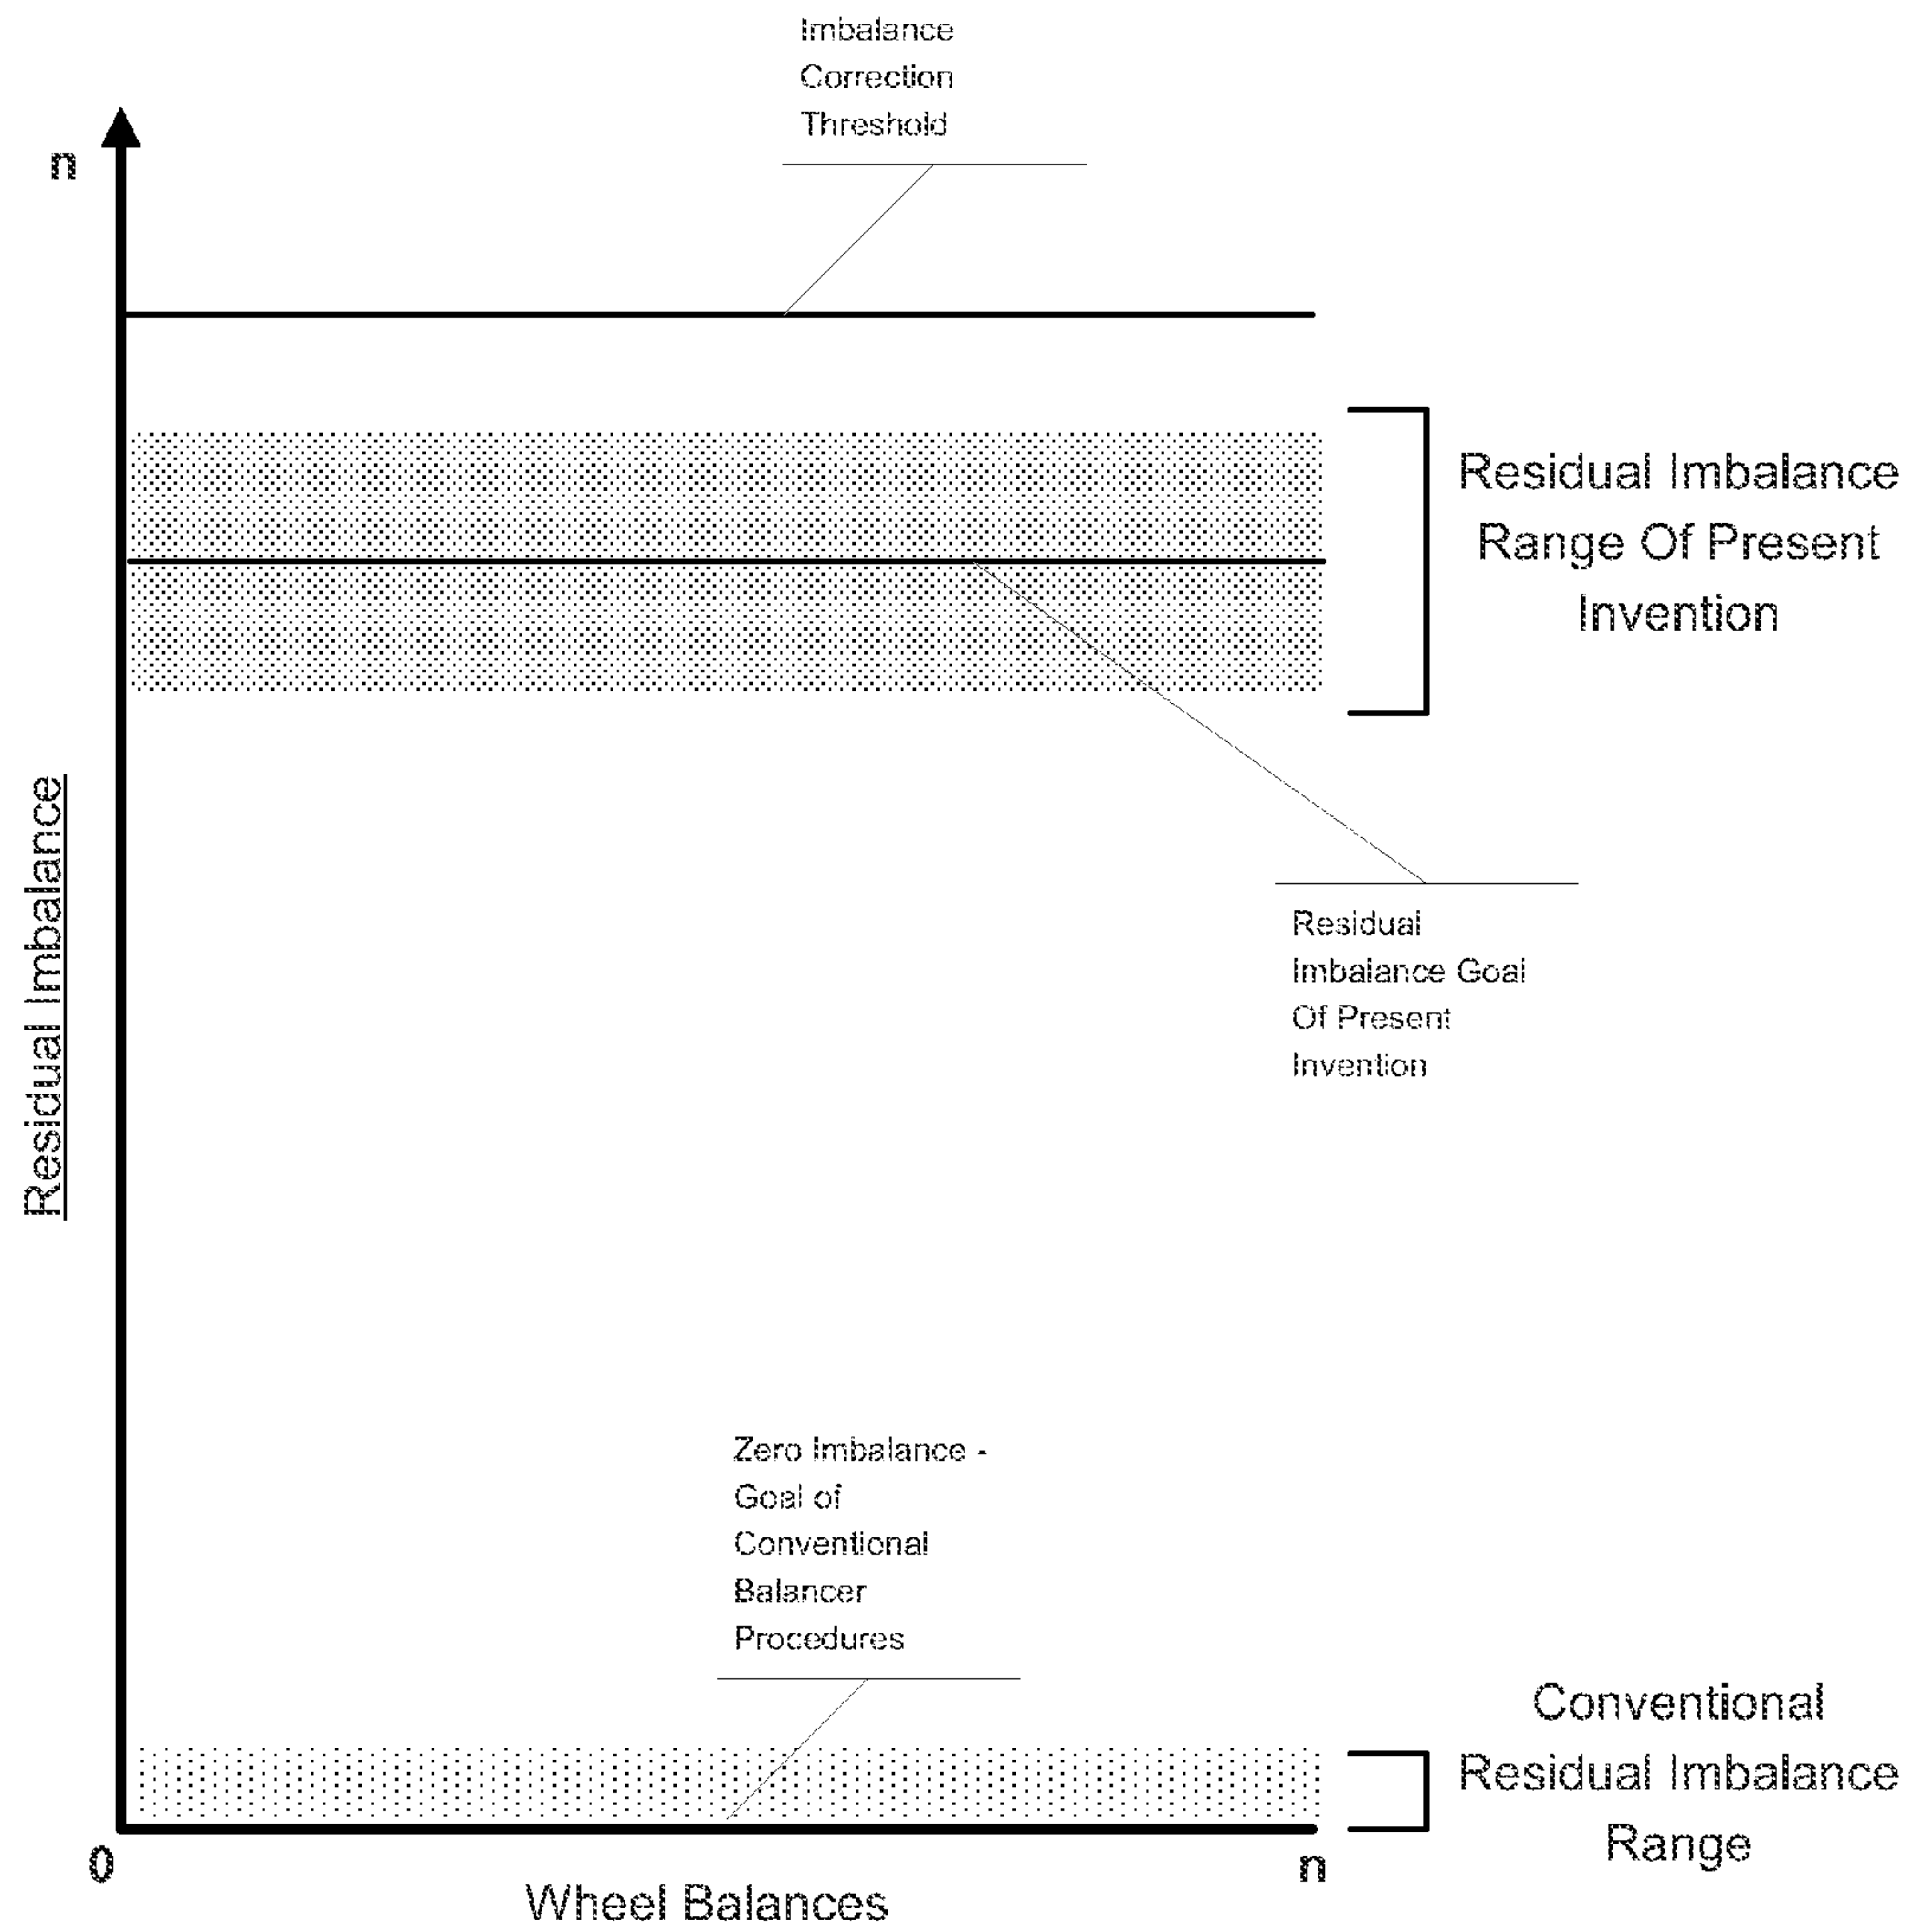 Imbalance
Correction
Threshold
n
Residual Imbalance
Range Of Present
Invention
Residual Imbalance
Residual
Imbalance Goal
Of Present
Invention
Zero Imbalance -
Goal of
Conventional
Balancer
Procedures
Conventional
Residual Imbalance
Range
0
n
Wheel Balances